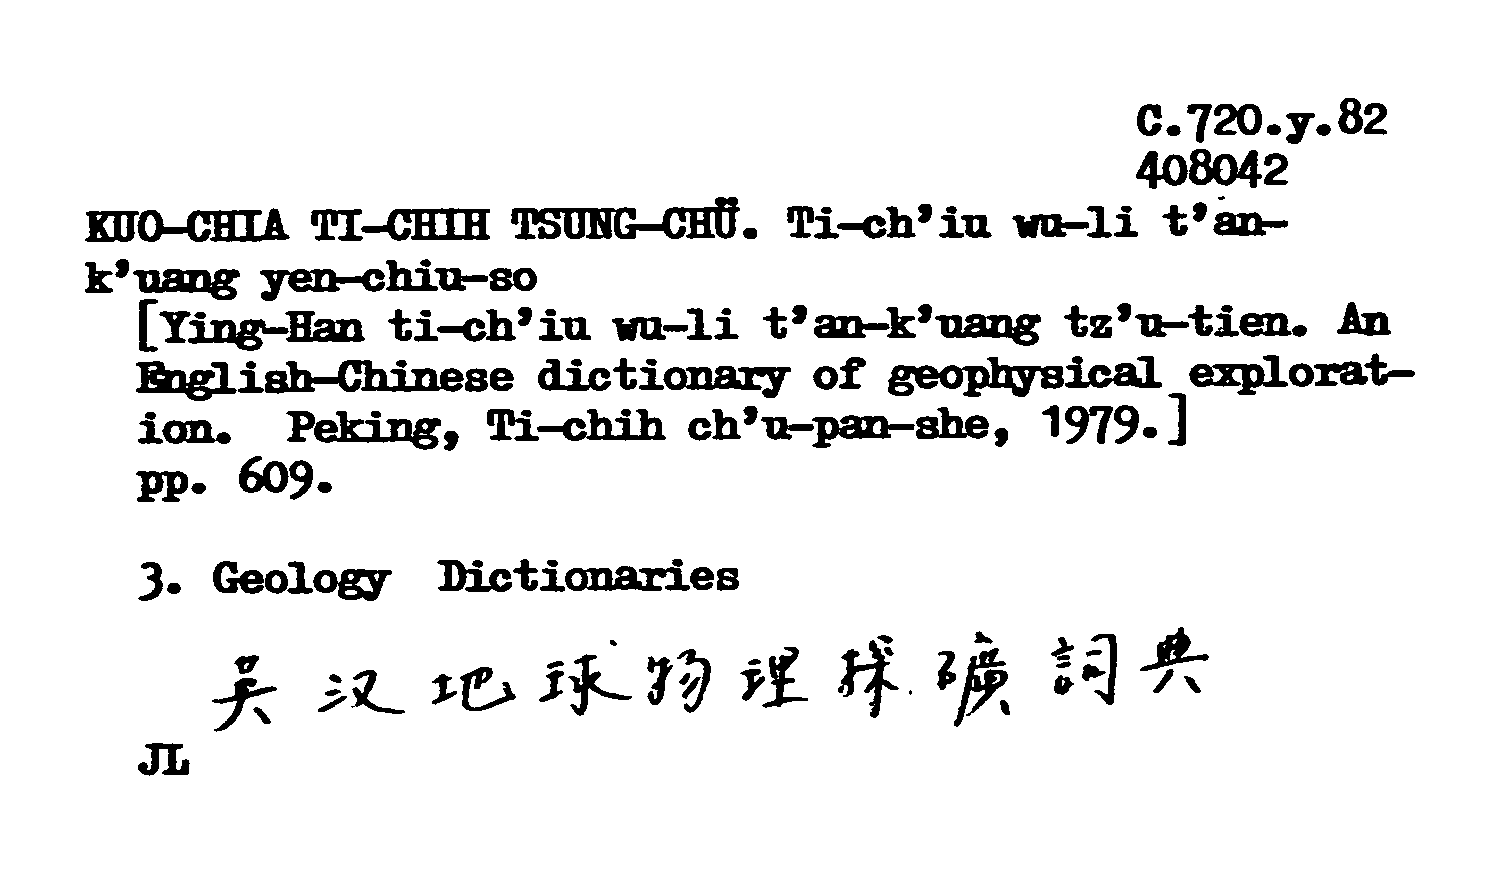 C.720.y.82
408042
KUO-CHIA TI-CHIH TSUNG-CHÜ. Ti-ch'iu wu-li t'an-
k'uang yen-chiu-so
[Ying-Han ti-ch'iu wu-li t'an-k'uang tz'u-tien. An
English-Chinese dictionary of geophysical explorat-
ion. Peking, Ti-chih ch'u-pan-she, 1979.]
pp. 609.
3. Geology Dictionaries
吴汉地球物理探礦詞典
JL